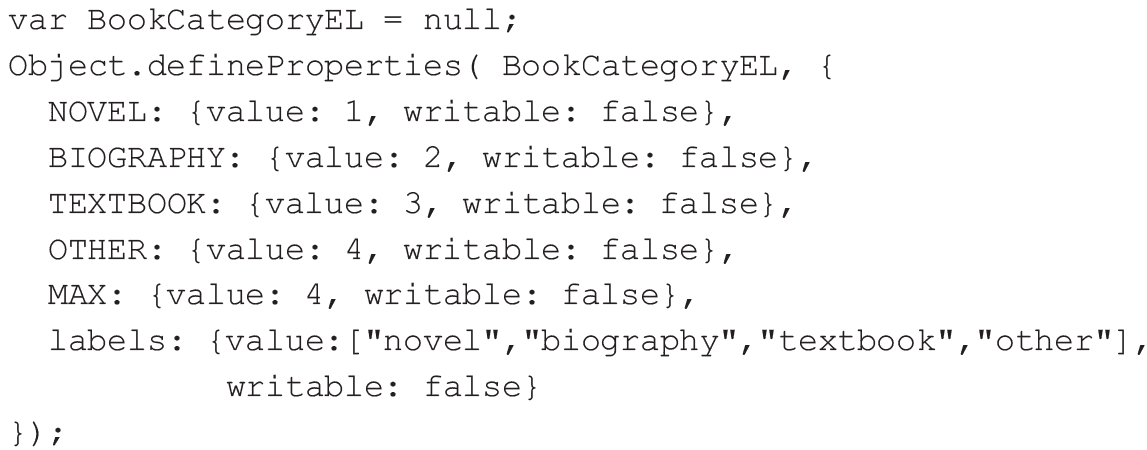 var BookCategoryEL = null;
Object.defineProperties( BookCategoryEL, {
  NOVEL: {value: 1, writable: false},
  BIOGRAPHY: {value: 2, writable: false},
  TEXTBOOK: {value: 3, writable: false},
  OTHER: {value: 4, writable: false},
  MAX: {value: 4, writable: false},
  labels: {value:["novel","biography","textbook","other"],
           writable: false}
});